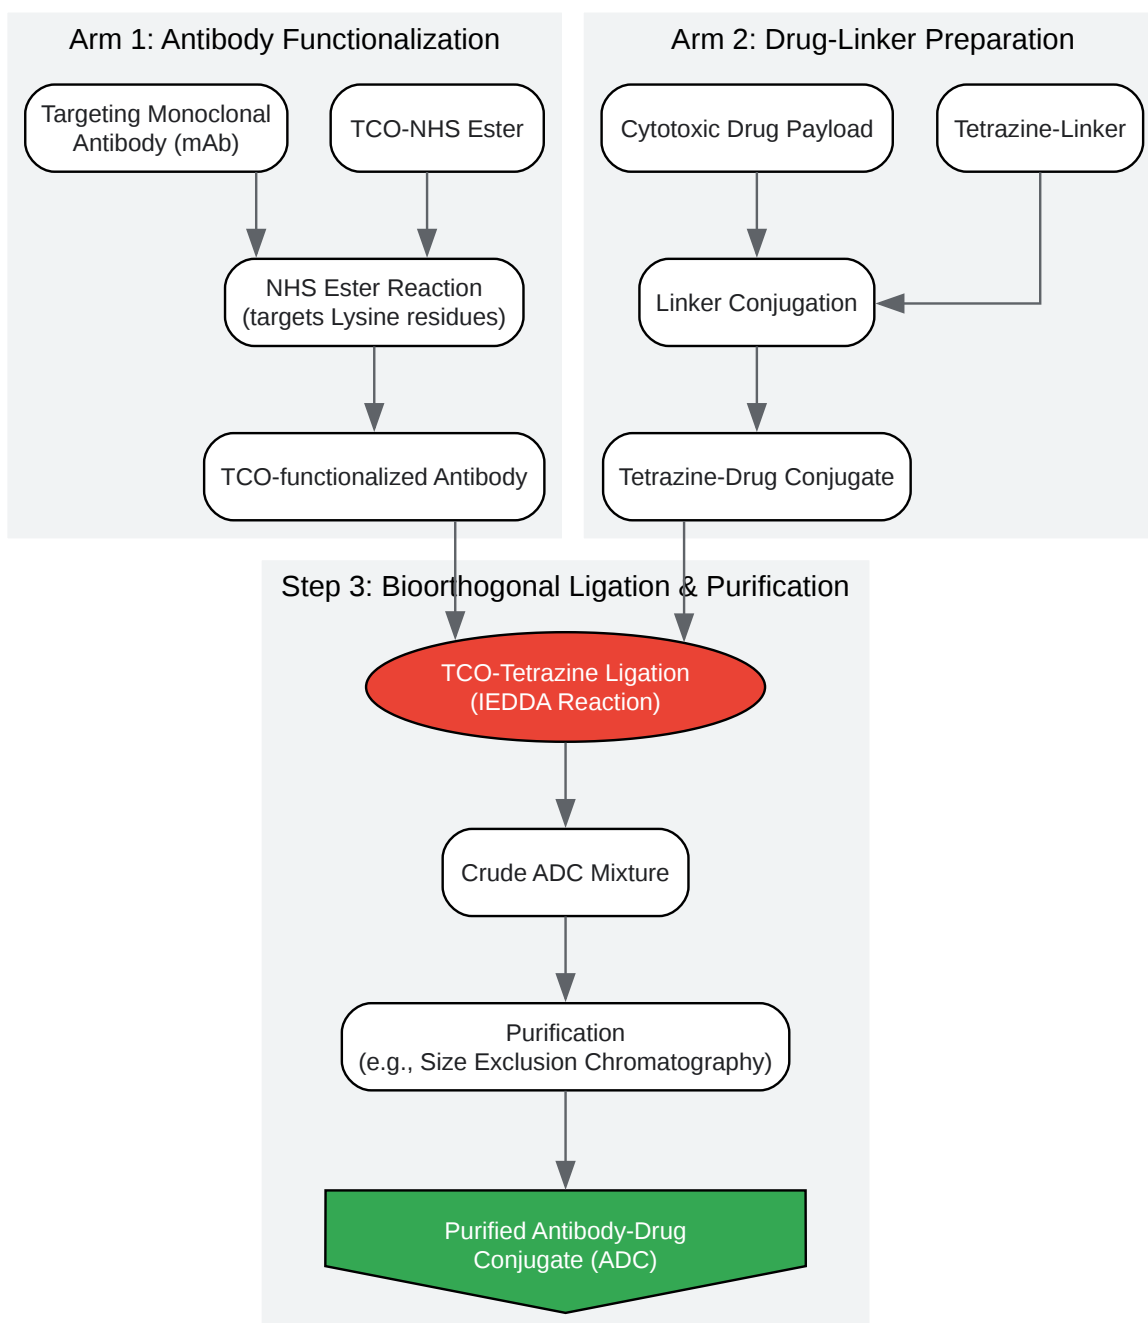 Arm 1: Antibody Functionalization
Targeting Monoclonal
Antibody (mAb)
TCO-NHS Ester
NHS Ester Reaction
(targets Lysine residues)
TCO-functionalized Antibody
Arm 2: Drug-Linker Preparation
Cytotoxic Drug Payload
Tetrazine-Linker
Linker Conjugation
Tetrazine-Drug Conjugate
Step 3: Bioorthogonal Ligation & Purification
TCO-Tetrazine Ligation
(IEDDA Reaction)
Crude ADC Mixture
Purification
(e.g., Size Exclusion Chromatography)
Purified Antibody-Drug
Conjugate (ADC)